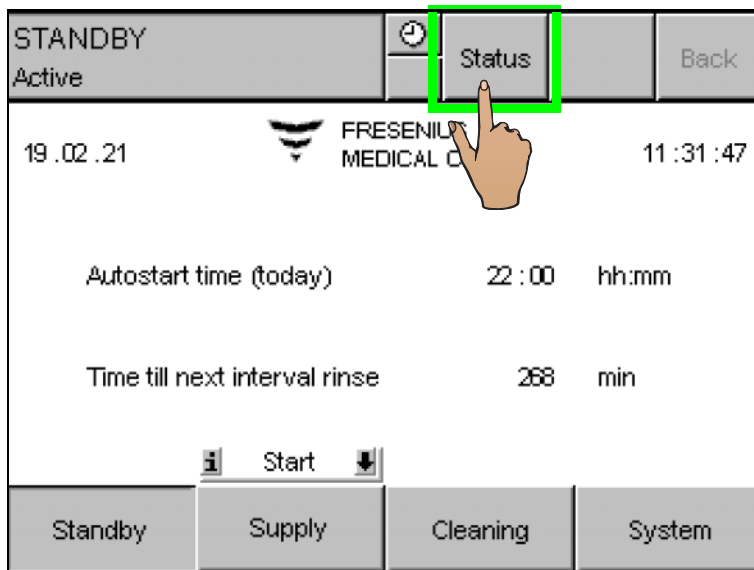 STANDBY
Active
Status
Back
19.02.21
FRESENIUS
MEDICAL
11:31:47
Autostart time (today) 22:00 hh:mm
Time till next interval rinse 268 min
i Start
Standby
Supply
Cleaning
System